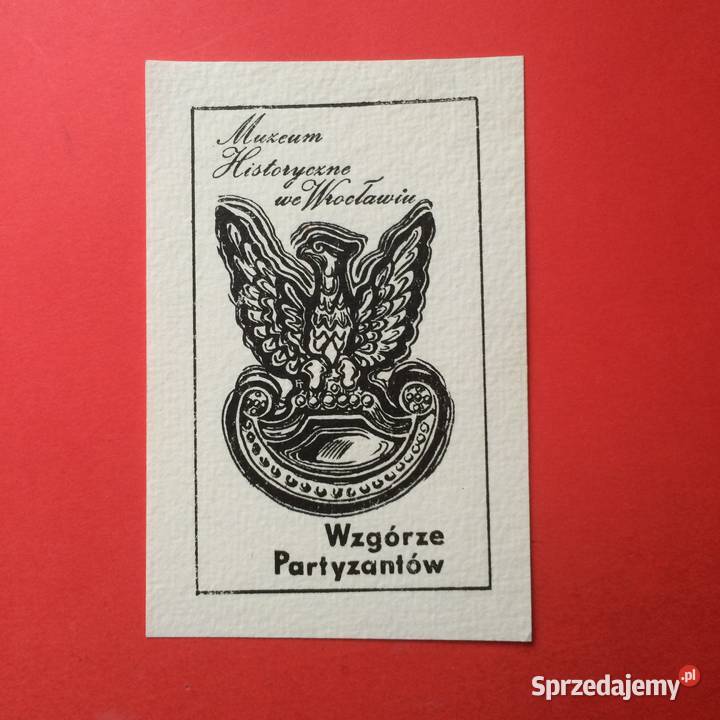 Muzeum
Historyczne
we Wrocławiu
Wzgórze
Partyzantów
Sprzedajemy.pl